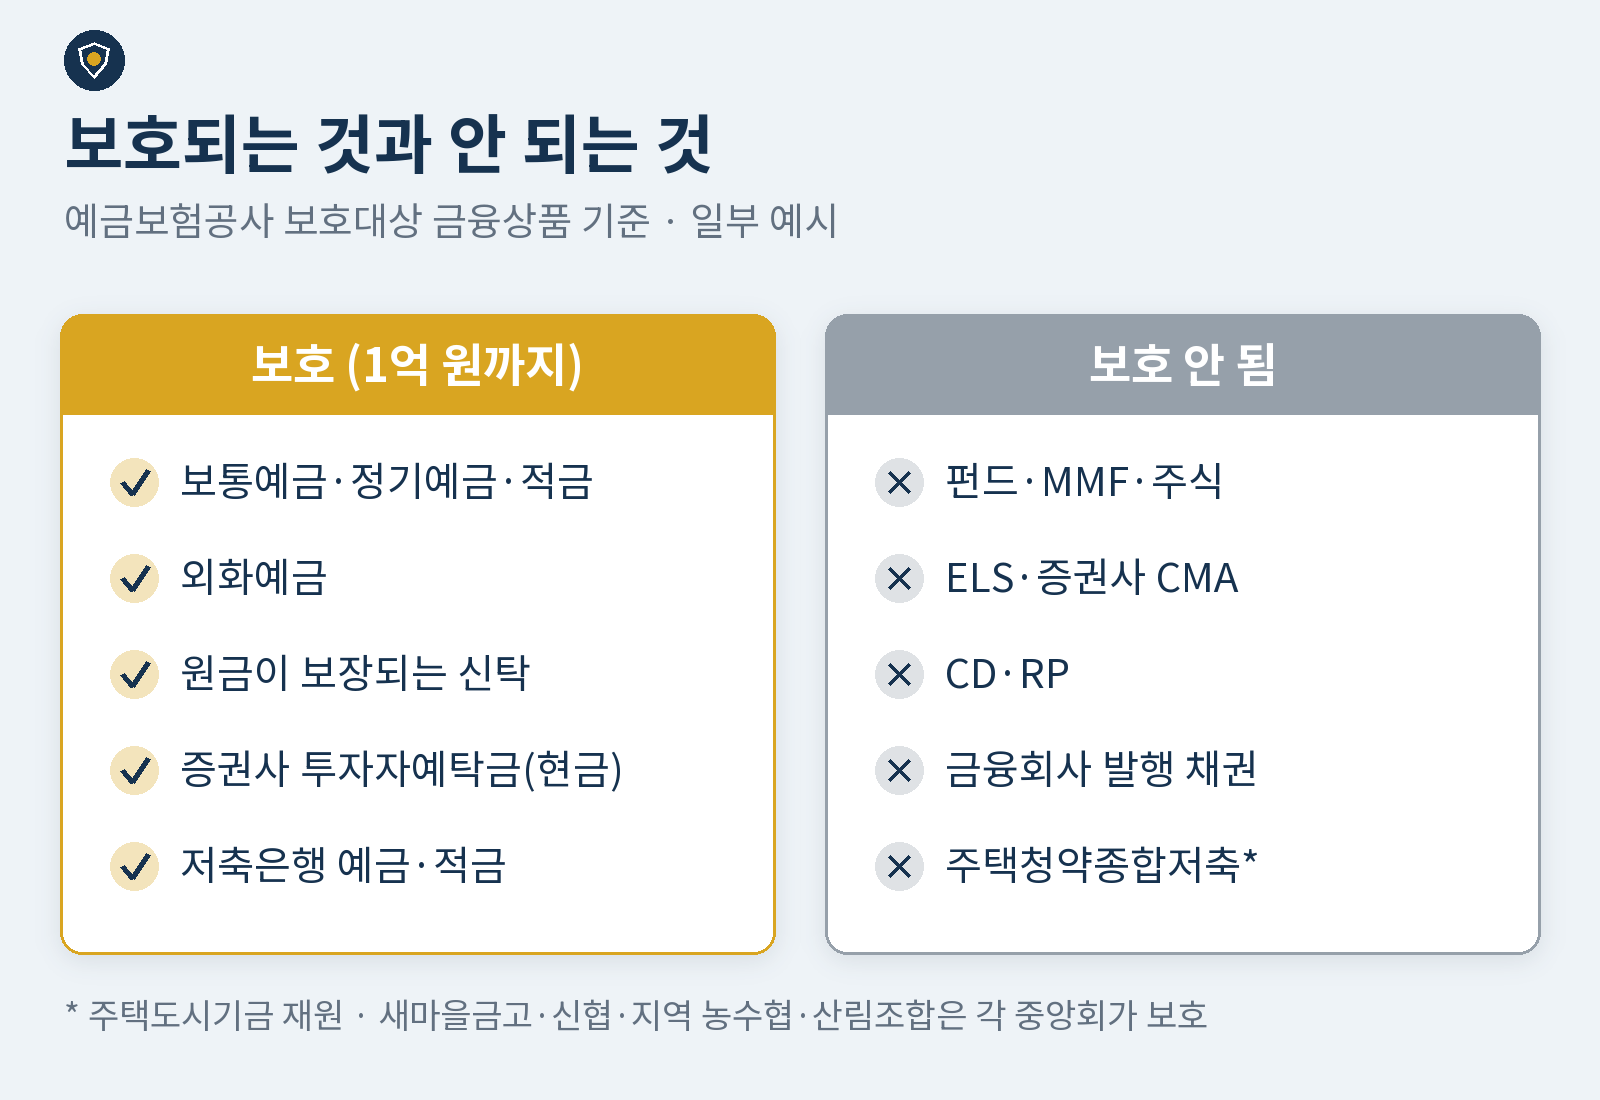 보호되는 것과 안 되는 것
예금보험공사 보호대상 금융상품 기준 · 일부 예시
보호 (1억 원까지)
보통예금·정기예금·적금
외화예금
원금이 보장되는 신탁
증권사 투자자예탁금(현금)
저축은행 예금·적금
보호 안 됨
펀드·MMF·주식
ELS·증권사 CMA
CD·RP
금융회사 발행 채권
주택청약종합저축*
* 주택도시기금 재원 · 새마을금고·신협·지역 농수협·산림조합은 각 중앙회가 보호